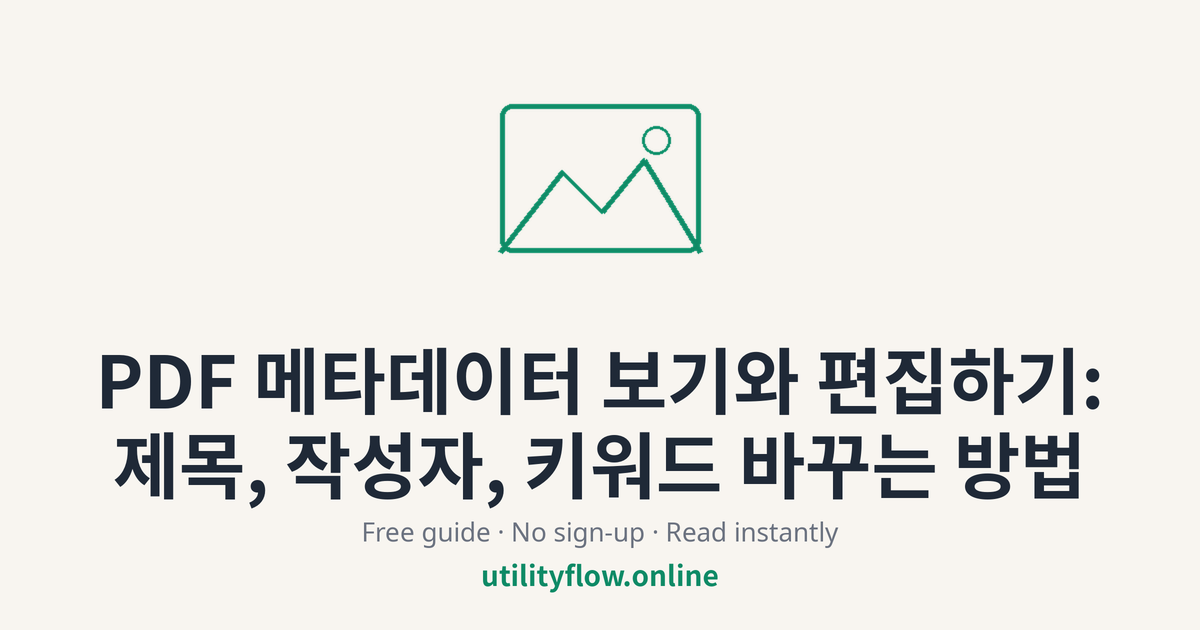 PDF 메타데이터 보기와 편집하기:
제목, 작성자, 키워드 바꾸는 방법
Free guide · No sign-up · Read instantly
utilityflow.online